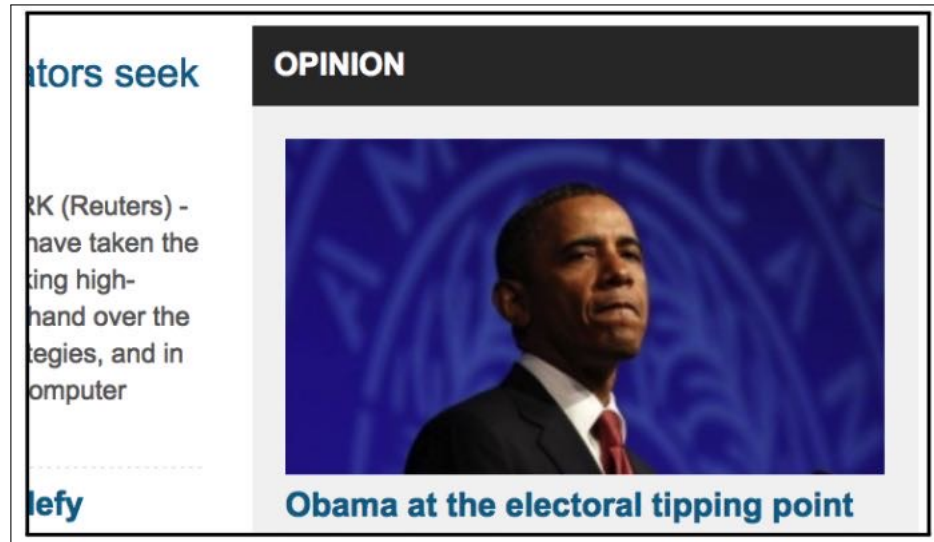 ators seek
RK (Reuters) -
have taken the
king high-
hand over the
tegies, and in
omputer
lefy
OPINION
Obama at the electoral tipping point